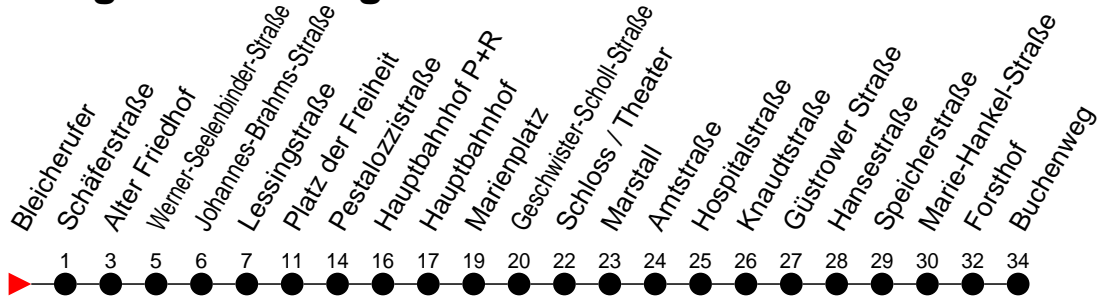 Bleicherufer
Schäferstraße
Alter Friedhof
Werner-Seelenbinder-Straße
Johannes-Brahms-Straße
Lessingstraße
Platz der Freiheit
Pestalozzistraße
Hauptbahnhof P+R
Hauptbahnhof
Marienplatz
Geschwister-Scholl-Straße
Schloss / Theater
Marstall
Amtstraße
Hospitalstraße
Knaudtstraße
Güstrower Straße
Hansestraße
Speicherstraße
Marie-Hankel-Straße
Forsthof
Buchenweg
1 3 5 6 7 11 14 16 17 19 20 22 23 24 25 26 27 28 29 30 32 34